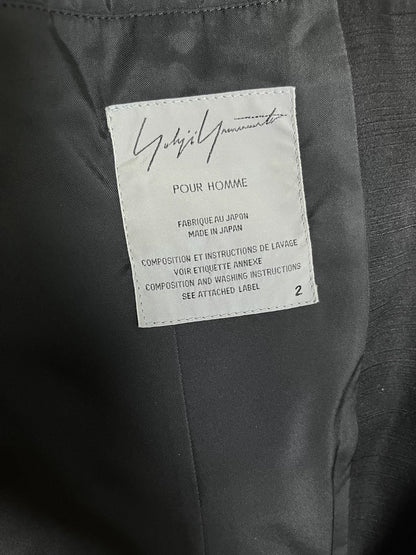 Yohji Yamamoto
POUR HOMME
FABRIQUE AU JAPON
MADE IN JAPAN
COMPOSITION ET INSTRUCTIONS DE LAVAGE
VOIR ETIQUETTE ANNEXE
COMPOSITION AND WASHING INSTRUCTIONS
SEE ATTACHED LABEL
2